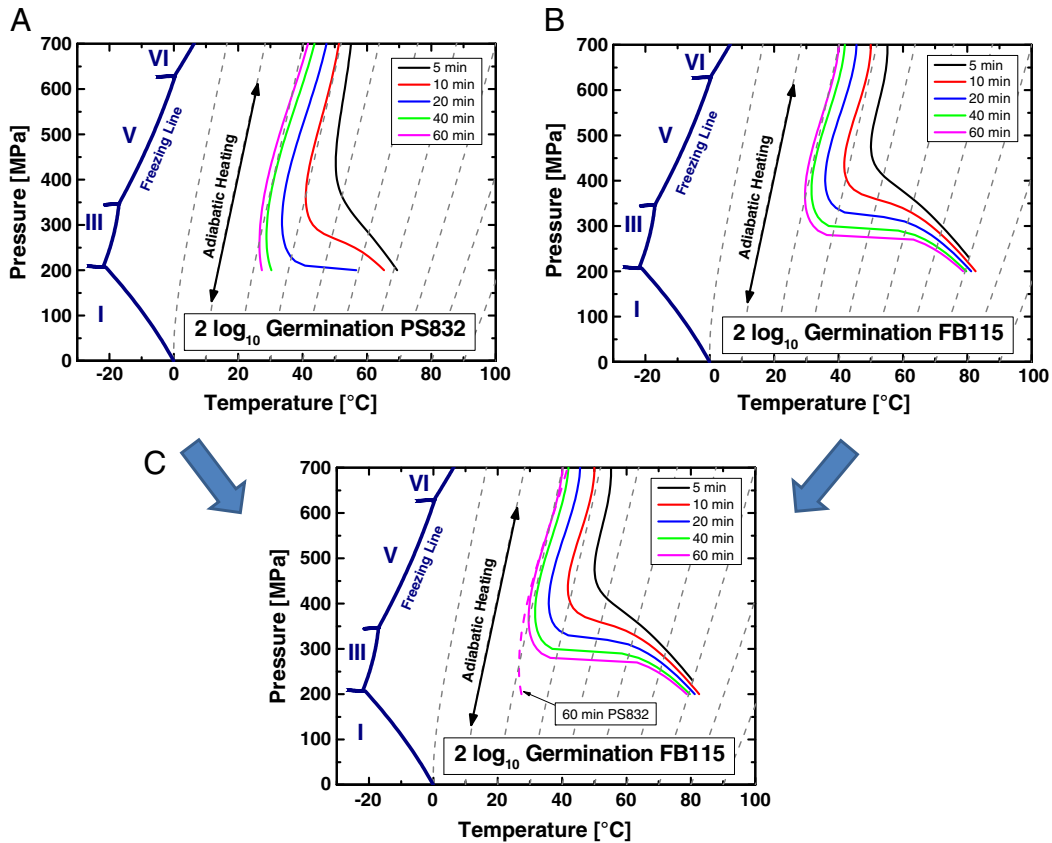 A
Pressure [MPa]
700
600
500
400
300
200
100
0
VI
V
III
I
Freezing Line
Adiabatic Heating
5 min
10 min
20 min
40 min
60 min
2 log10 Germination PS832
-20 0 20 40 60 80 100
Temperature [°C]
B
Pressure [MPa]
700
600
500
400
300
200
100
0
VI
V
III
I
Freezing Line
Adiabatic Heating
5 min
10 min
20 min
40 min
60 min
2 log10 Germination FB115
-20 0 20 40 60 80 100
Temperature [°C]
C
Pressure [MPa]
700
600
500
400
300
200
100
0
VI
V
III
I
Freezing Line
Adiabatic Heating
5 min
10 min
20 min
40 min
60 min
60 min PS832
2 log10 Germination FB115
-20 0 20 40 60 80 100
Temperature [°C]